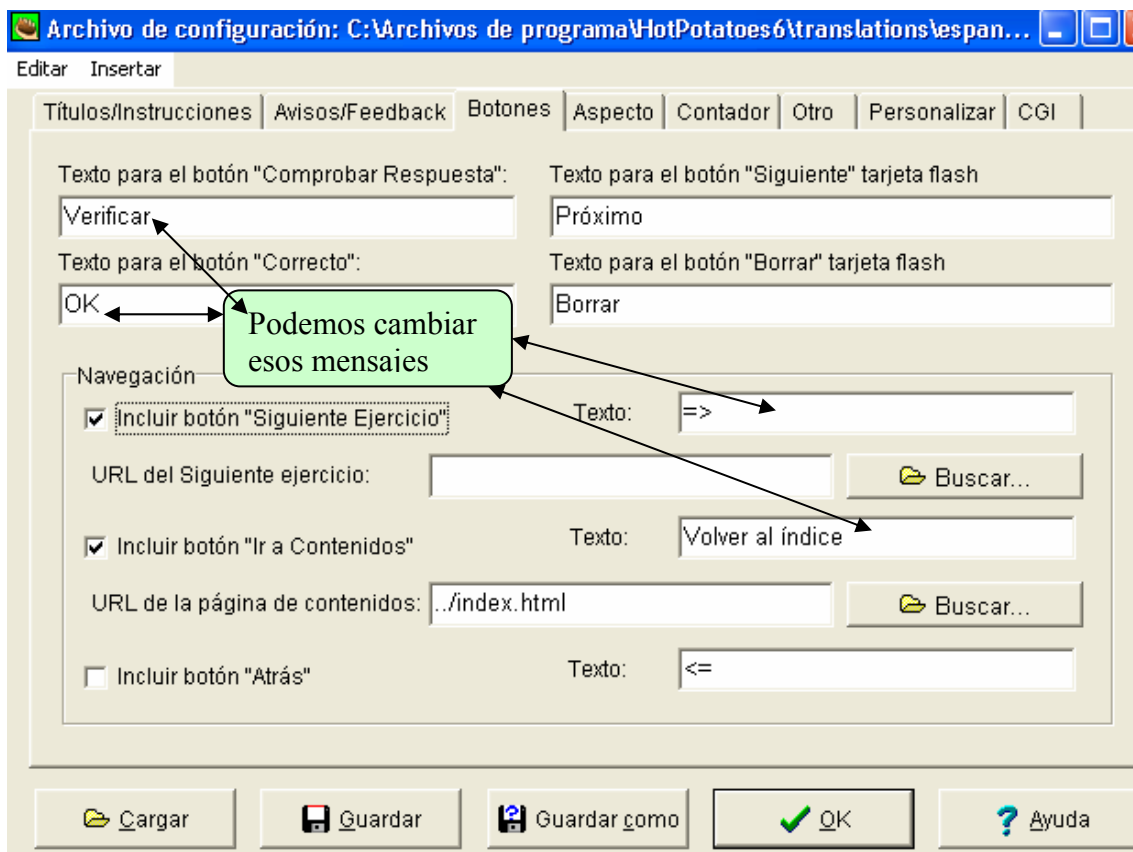 Archivo de configuración: C:\Archivos de programa\HotPotatoes6\translations\espan...
Editar Insertar
Títulos/Instrucciones Avisos/Feedback Botones Aspecto Contador Otro Personalizar CGI
Texto para el botón "Comprobar Respuesta": Texto para el botón "Siguiente" tarjeta flash
Verificar Próximo
Texto para el botón "Correcto": Texto para el botón "Borrar" tarjeta flash
OK Borrar
Podemos cambiar
esos mensajes
Navegación
Incluir botón "Siguiente Ejercicio" Texto: =>
URL del Siguiente ejercicio: Buscar...
Incluir botón "Ir a Contenidos" Texto: Volver al índice
URL de la página de contenidos: ../index.html Buscar...
Incluir botón "Atrás" Texto: <=
Cargar Guardar Guardar como OK Ayuda